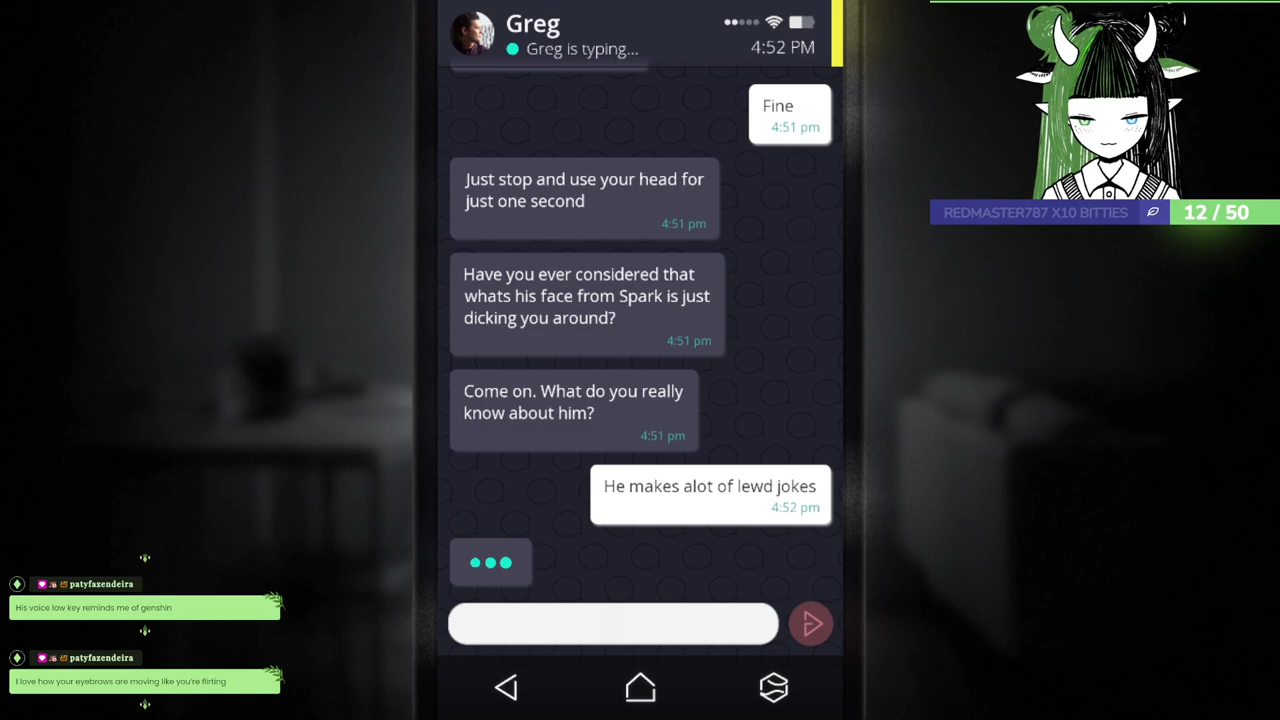 Greg
Greg is typing...
4:52 PM
Fine
4:51 pm
Just stop and use your head for
just one second
4:51 pm
Have you ever considered that
whats his face from Spark is just
dicking you around?
4:51 pm
Come on. What do you really
know about him?
4:51 pm
He makes alot of lewd jokes
4:52 pm
REDMASTER787 X10 BITTIES
12 / 50
patyfazendeira
His voice low key reminds me of genshin
patyfazendeira
I love how your eyebrows are moving like you're flirting